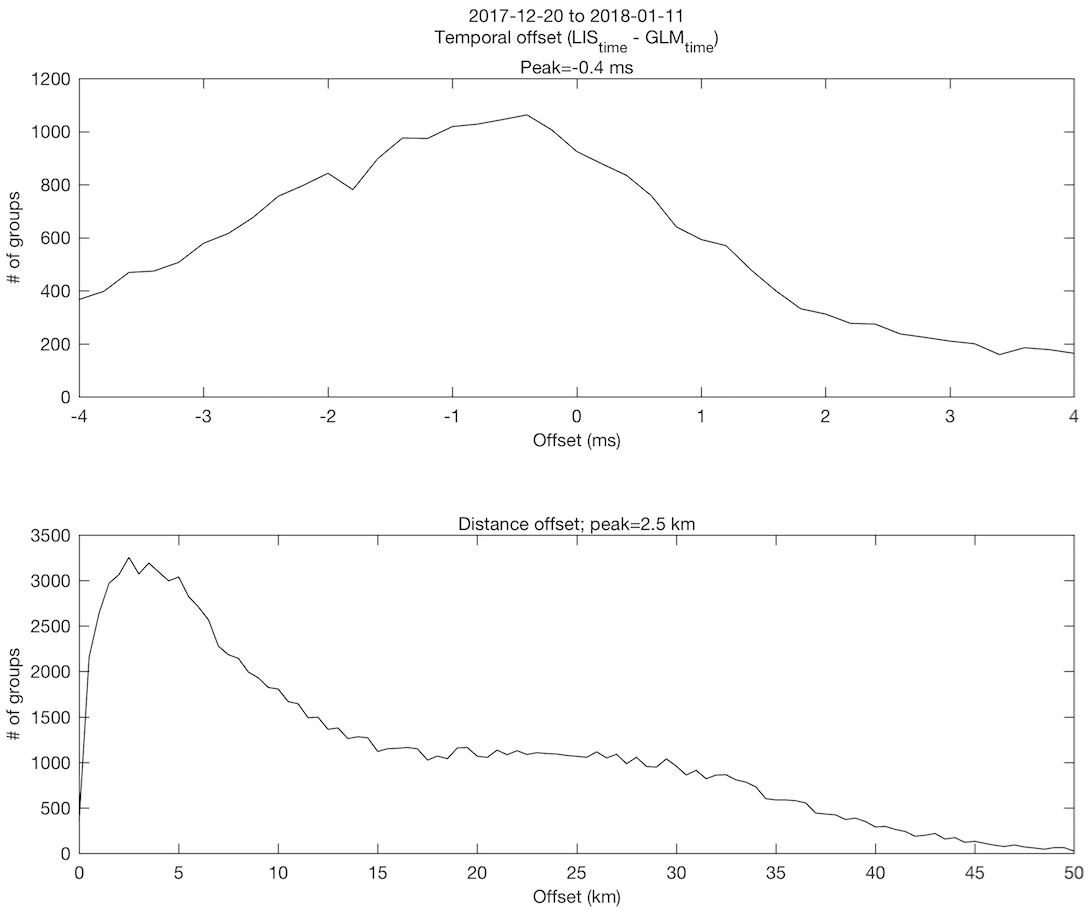 2017-12-20 to 2018-01-11
Temporal offset (LIS_time - GLM_time)
Peak=-0.4 ms
1200
1000
800
600
400
200
0
# of groups
-4 -3 -2 -1 0 1 2 3 4
Offset (ms)
Distance offset; peak=2.5 km
3500
3000
2500
2000
1500
1000
500
0
# of groups
0 5 10 15 20 25 30 35 40 45 50
Offset (km)